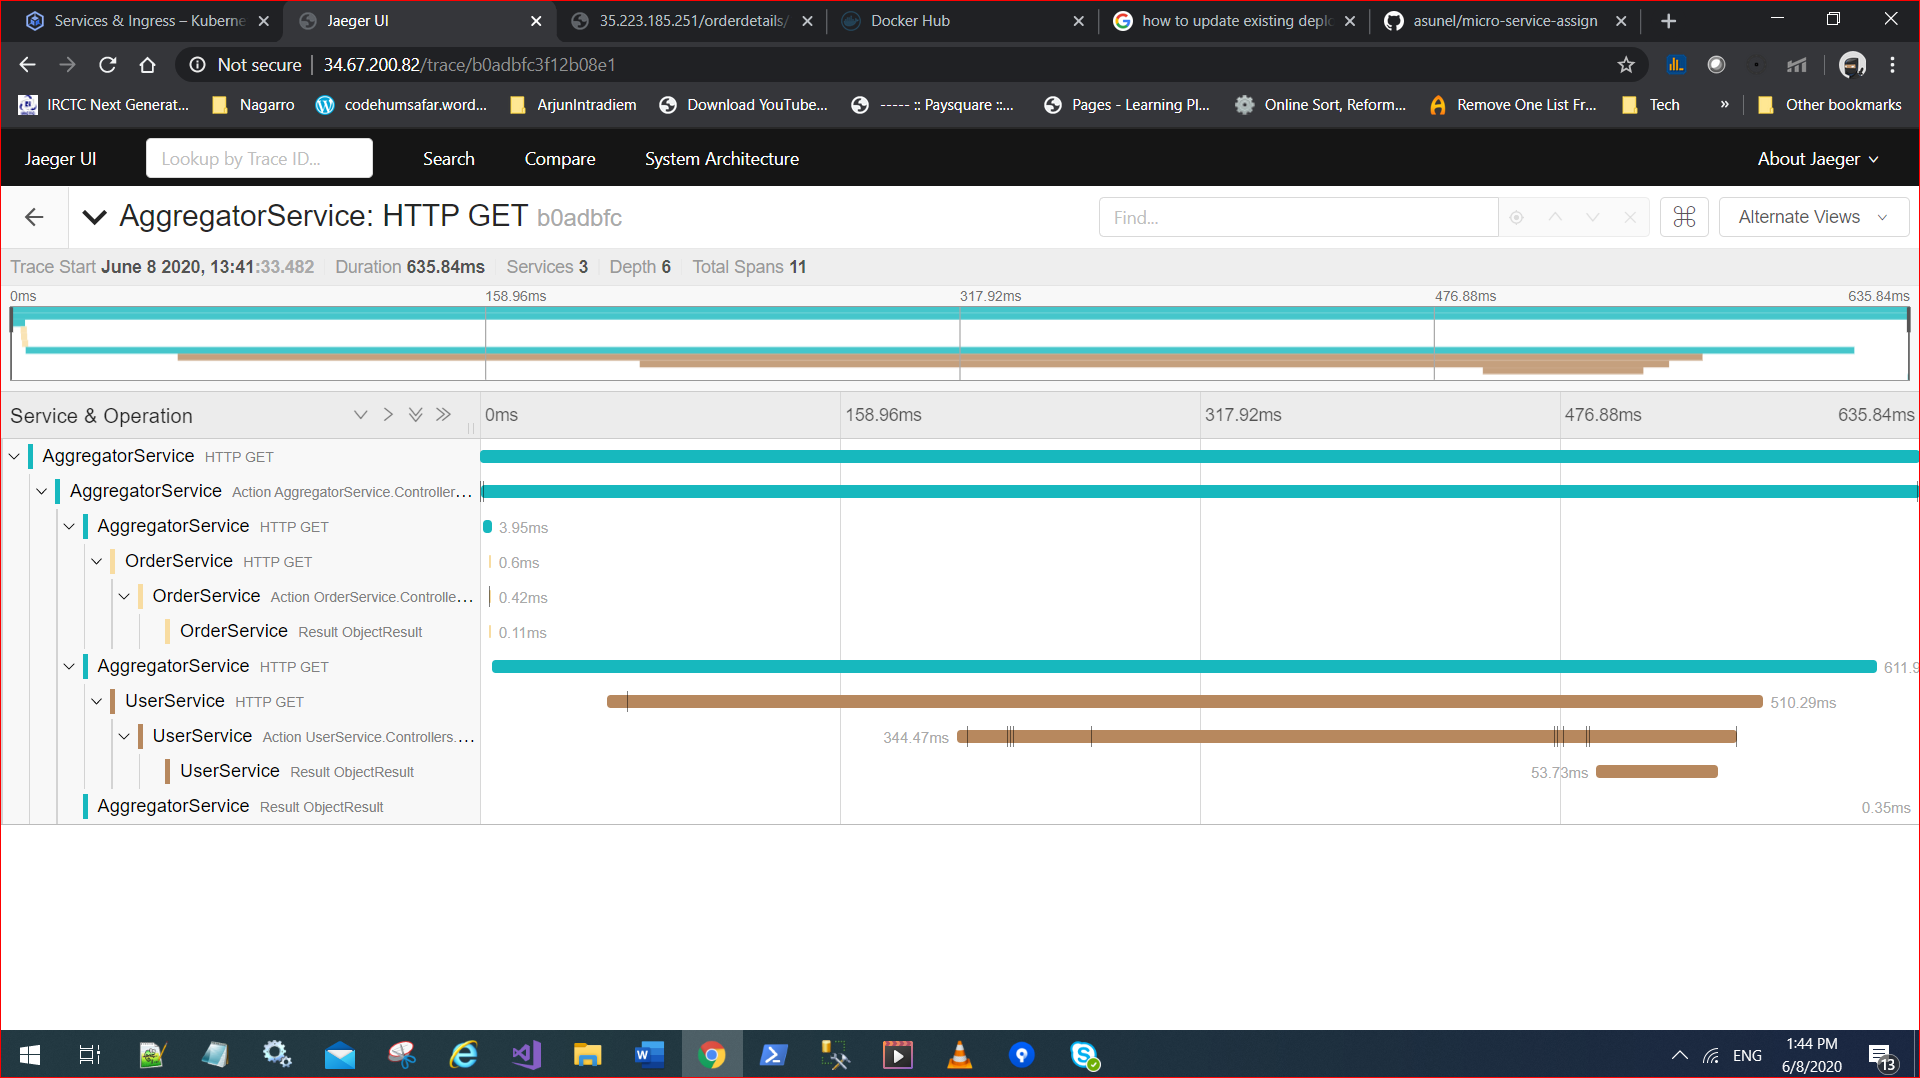 Services & Ingress – Kuberne
Jaeger UI
35.223.185.251/orderdetails/
Docker Hub
how to update existing deplo
asunel/micro-service-assign
Not secure
34.67.200.82/trace/b0adbfc3f12b08e1
IRCTC Next Generat...
Nagarro
codehumsafar.word...
ArjunIntradiem
Download YouTube...
----- :: Paysquare ::...
Pages - Learning Pl...
Online Sort, Reform...
Remove One List Fr...
Tech
»
Other bookmarks
Jaeger UI
Lookup by Trace ID...
Search
Compare
System Architecture
About Jaeger
AggregatorService: HTTP GET b0adbfc
Find...
Alternate Views
Trace Start June 8 2020, 13:41:33.482
Duration 635.84ms
Services 3
Depth 6
Total Spans 11
0ms 158.96ms 317.92ms 476.88ms 635.84ms
Service & Operation
0ms 158.96ms 317.92ms 476.88ms 635.84ms
AggregatorService HTTP GET
AggregatorService Action AggregatorService.Controller...
AggregatorService HTTP GET 3.95ms
OrderService HTTP GET 0.6ms
OrderService Action OrderService.Controlle... 0.42ms
OrderService Result ObjectResult 0.11ms
AggregatorService HTTP GET 611.9
UserService HTTP GET 510.29ms
UserService Action UserService.Controllers.... 344.47ms
UserService Result ObjectResult 53.73ms
AggregatorService Result ObjectResult 0.35ms
ENG
1:44 PM
6/8/2020
13